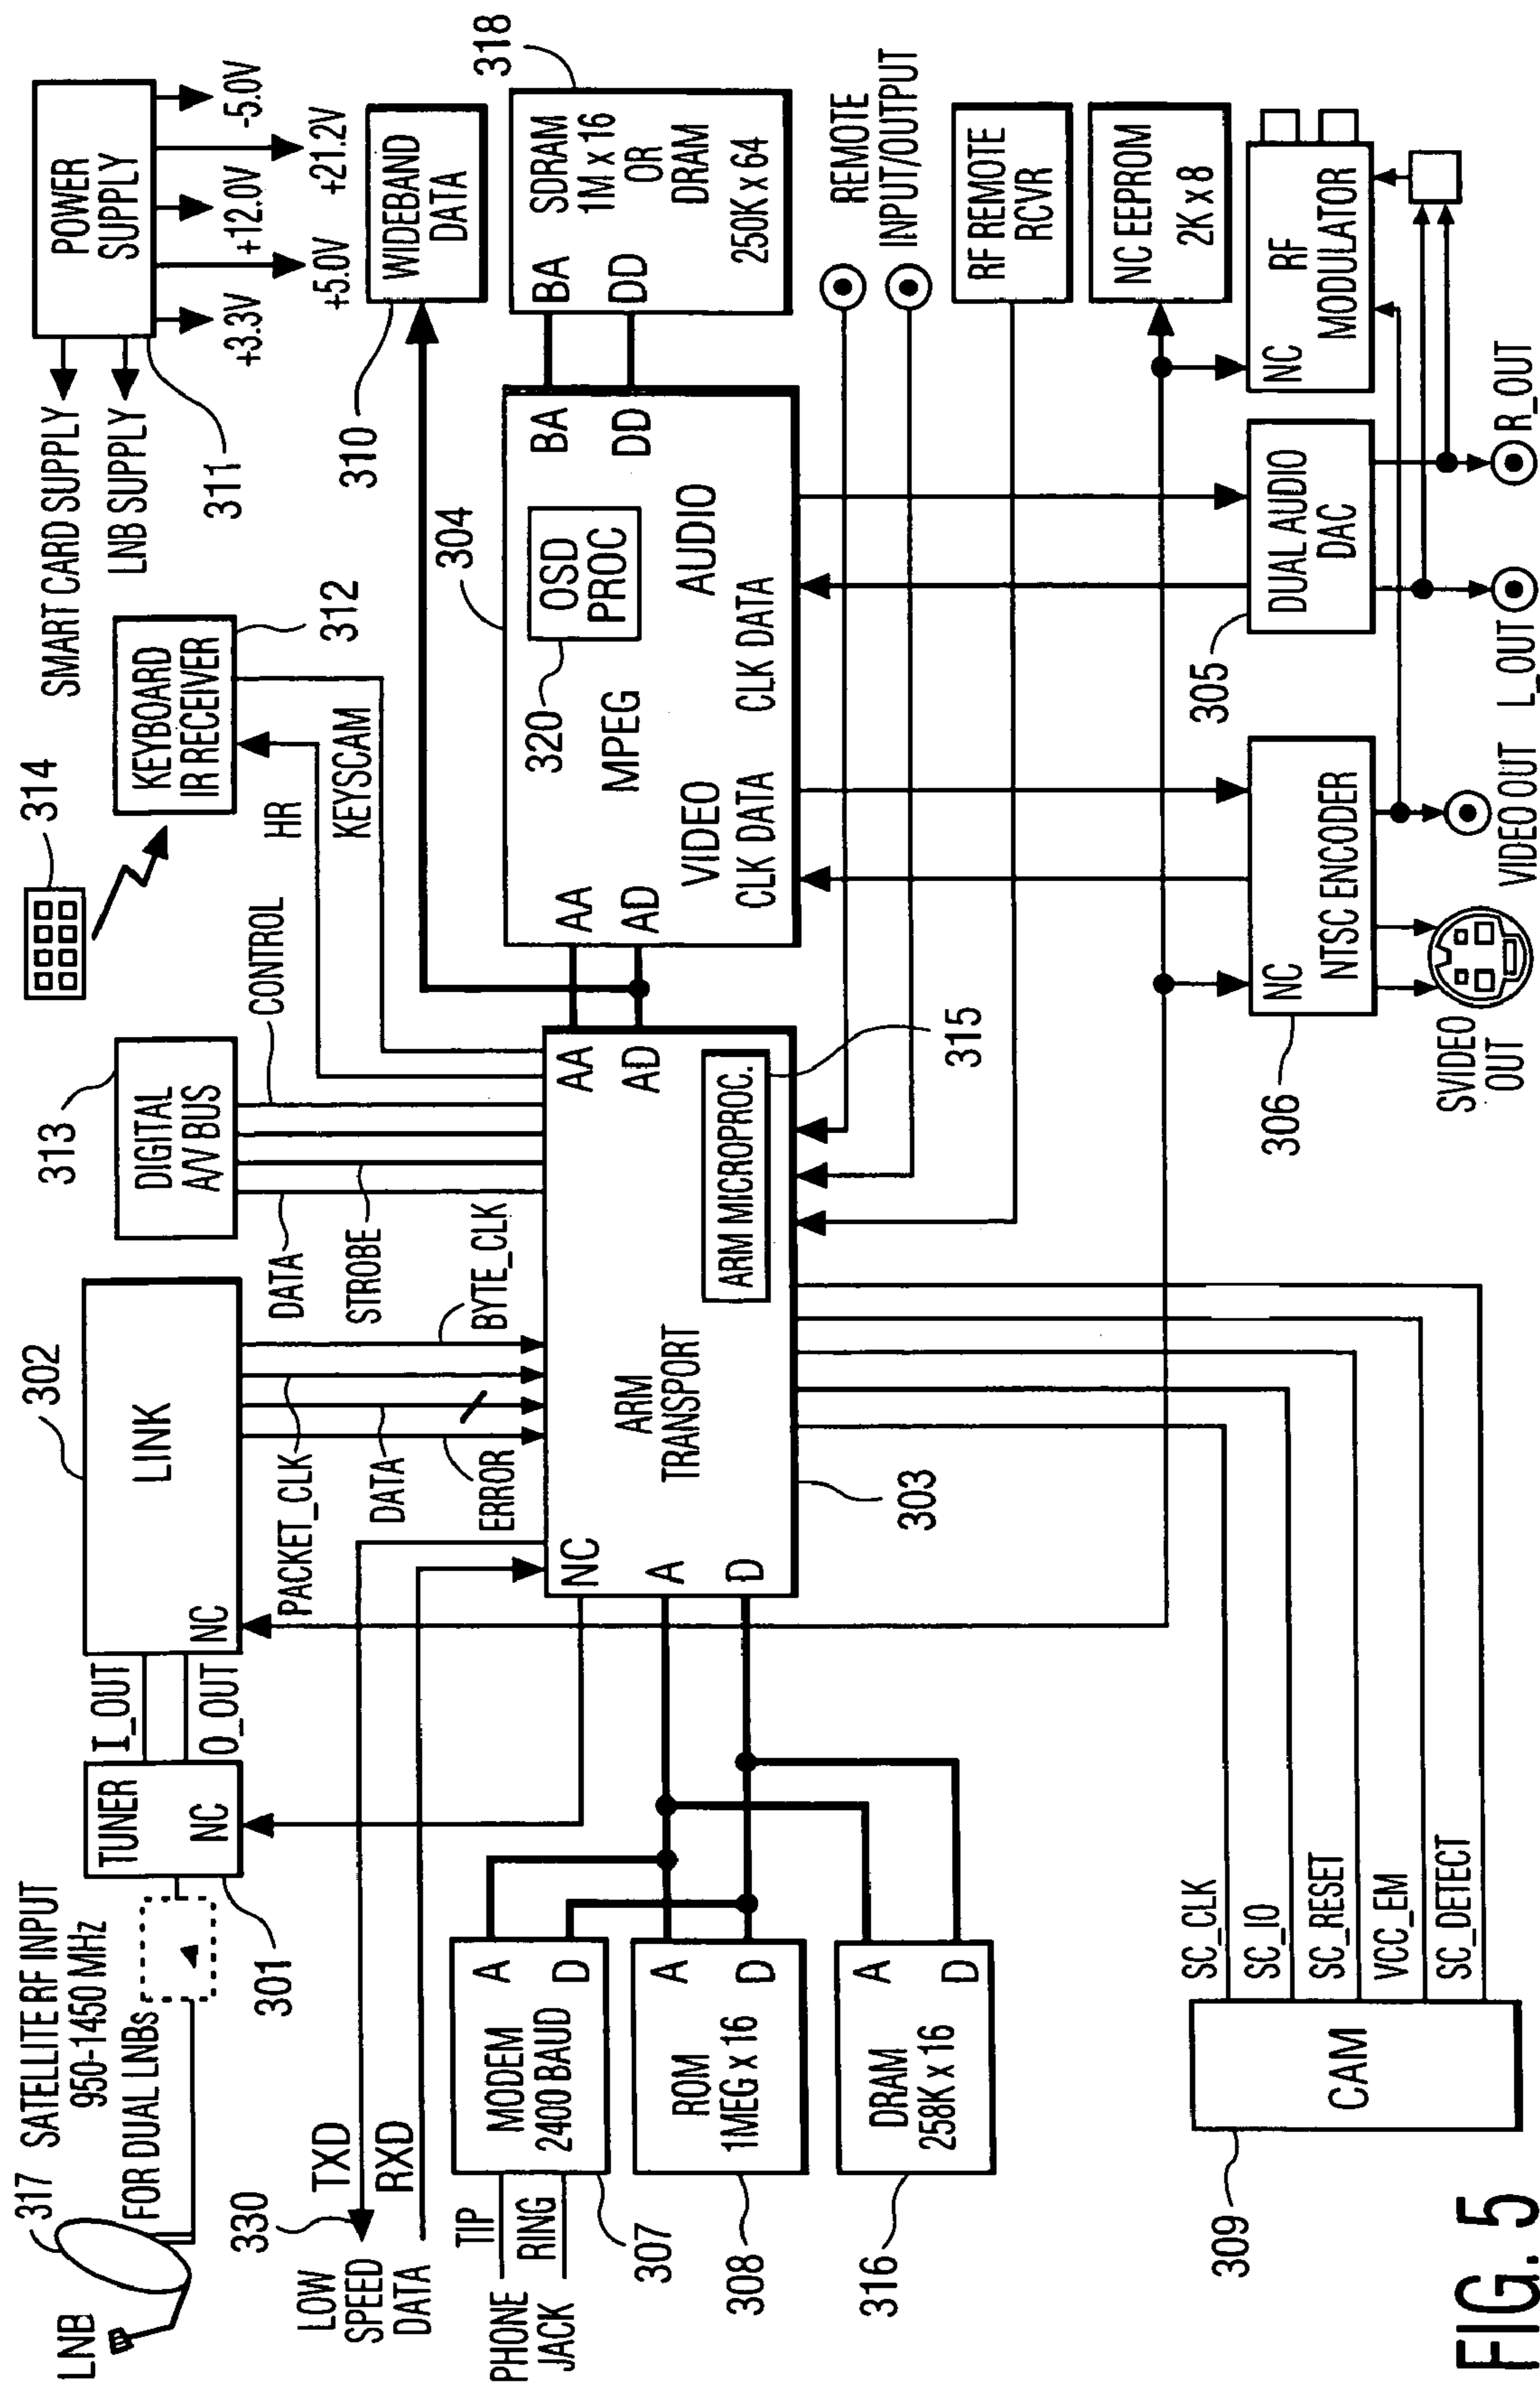 LNB
317
SATELLITE RF INPUT
950-1450 MHz
FOR DUAL LNBs
301
TUNER
NC
I_OUT
O_OUT
302
LINK
NC
PACKET_CLK
DATA
ERROR
BYTE_CLK
313
DIGITAL
A/V BUS
DATA
STROBE
CONTROL
314
KEYBOARD
IR RECEIVER
312
HR
KEYSCAM
SMART CARD SUPPLY
LNB SUPPLY
311
POWER
SUPPLY
+3.3V
+5.0V
+12.0V
+21.2V
-5.0V
310
WIDEBAND
DATA
330
LOW
SPEED
DATA
TXD
RXD
PHONE
JACK
TIP
RING
307
MODEM
2400 BAUD
A
D
308
ROM
1MEG x 16
A
D
316
DRAM
258K x 16
A
D
NC
A
D
ARM
TRANSPORT
303
ARM MICROPROC.
315
AA
AD
304
AA
AD
MPEG
320
OSD
PROC
VIDEO
CLK DATA
AUDIO
CLK DATA
BA
DD
BA
DD
SDRAM
1M x 16
OR
DRAM
250K x 64
318
REMOTE
INPUT/OUTPUT
RF REMOTE
RCVR
NC EEPROM
2K x 8
309
CAM
SC_CLK
SC_IO
SC_RESET
VCC_EM
SC_DETECT
306
NC
NTSC ENCODER
SVIDEO
OUT
VIDEO OUT
305
DUAL AUDIO
DAC
L_OUT
R_OUT
NC
RF
MODULATOR
FIG. 5